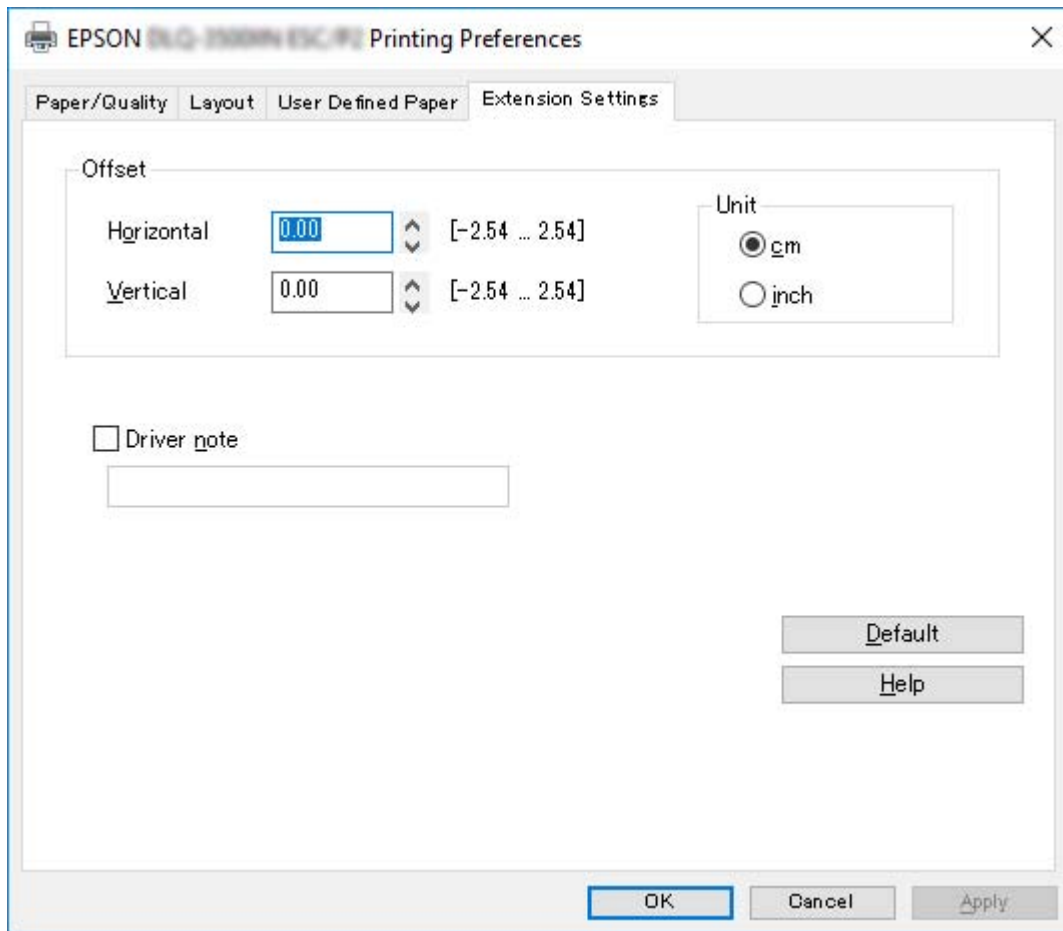 EPSON Printing Preferences
Paper/Quality Layout User Defined Paper Extension Settings
Offset
Horizontal 0.00 [-2.54 ... 2.54]
Vertical 0.00 [-2.54 ... 2.54]
Unit
cm
inch
Driver note
Default
Help
OK Cancel Apply